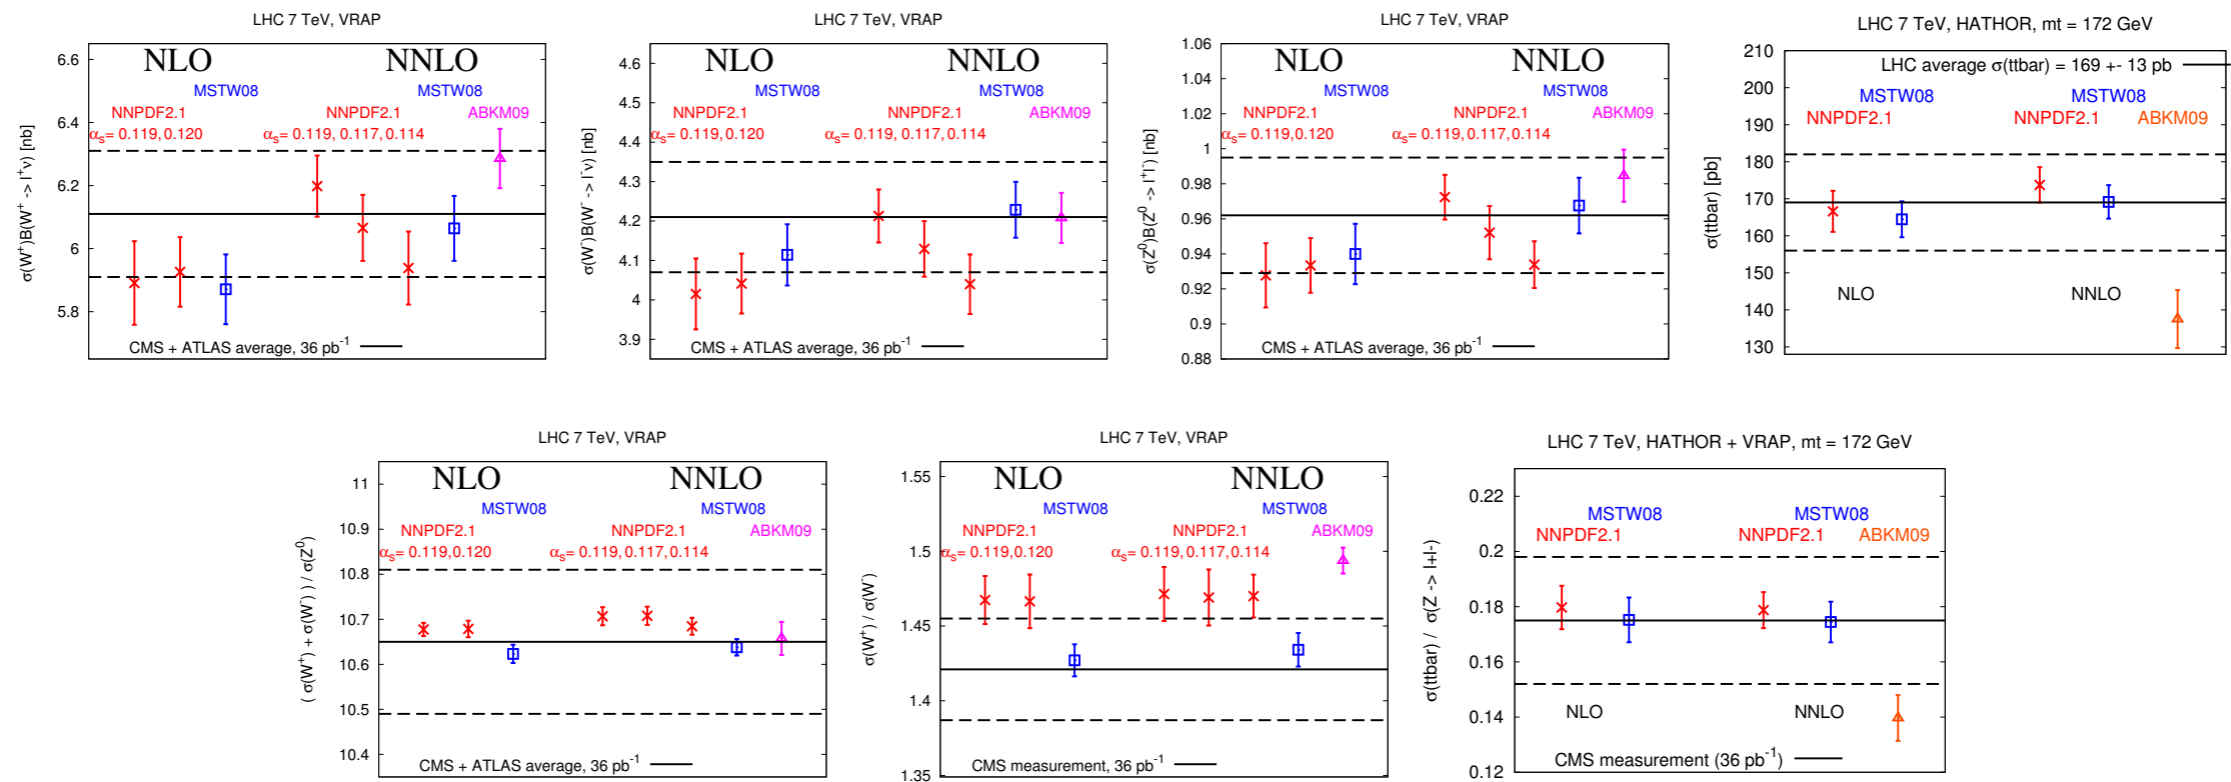 LHC 7 TeV, VRAP
NLO NNLO
MSTW08 MSTW08
NNPDF2.1 NNPDF2.1 ABKM09
αs= 0.119, 0.120 αs= 0.119, 0.117, 0.114
σ(W+)B(W+ -> l+ν) [nb]
6.6
6.4
6.2
6
5.8
CMS + ATLAS average, 36 pb-1
LHC 7 TeV, VRAP
NLO NNLO
MSTW08 MSTW08
NNPDF2.1 NNPDF2.1 ABKM09
αs= 0.119, 0.120 αs= 0.119, 0.117, 0.114
σ(W-)B(W- -> l-ν) [nb]
4.6
4.5
4.4
4.3
4.2
4.1
4
3.9
CMS + ATLAS average, 36 pb-1
LHC 7 TeV, VRAP
NLO NNLO
MSTW08 MSTW08
NNPDF2.1 NNPDF2.1 ABKM09
αs= 0.119, 0.120 αs= 0.119, 0.117, 0.114
σ(Z0)B(Z0 -> l+l-) [nb]
1.06
1.04
1.02
1
0.98
0.96
0.94
0.92
0.9
0.88
CMS + ATLAS average, 36 pb-1
LHC 7 TeV, HATHOR, mt = 172 GeV
LHC average σ(ttbar) = 169 +- 13 pb
MSTW08 MSTW08
NNPDF2.1 NNPDF2.1 ABKM09
σ(ttbar) [pb]
210
200
190
180
170
160
150
140
130
NLO NNLO
LHC 7 TeV, VRAP
NLO NNLO
MSTW08 MSTW08
NNPDF2.1 NNPDF2.1 ABKM09
αs= 0.119, 0.120 αs= 0.119, 0.117, 0.114
( σ(W+) + σ(W-) ) / σ(Z0)
11
10.9
10.8
10.7
10.6
10.5
10.4
CMS + ATLAS average, 36 pb-1
LHC 7 TeV, VRAP
NLO NNLO
MSTW08 MSTW08
NNPDF2.1 NNPDF2.1 ABKM09
αs= 0.119, 0.120 αs= 0.119, 0.117, 0.114
σ(W+) / σ(W-)
1.55
1.5
1.45
1.4
1.35
CMS measurement, 36 pb-1
LHC 7 TeV, HATHOR + VRAP, mt = 172 GeV
MSTW08 MSTW08
NNPDF2.1 NNPDF2.1 ABKM09
σ(ttbar) / σ(Z -> l+l-)
0.22
0.2
0.18
0.16
0.14
0.12
NLO NNLO
CMS measurement (36 pb-1)